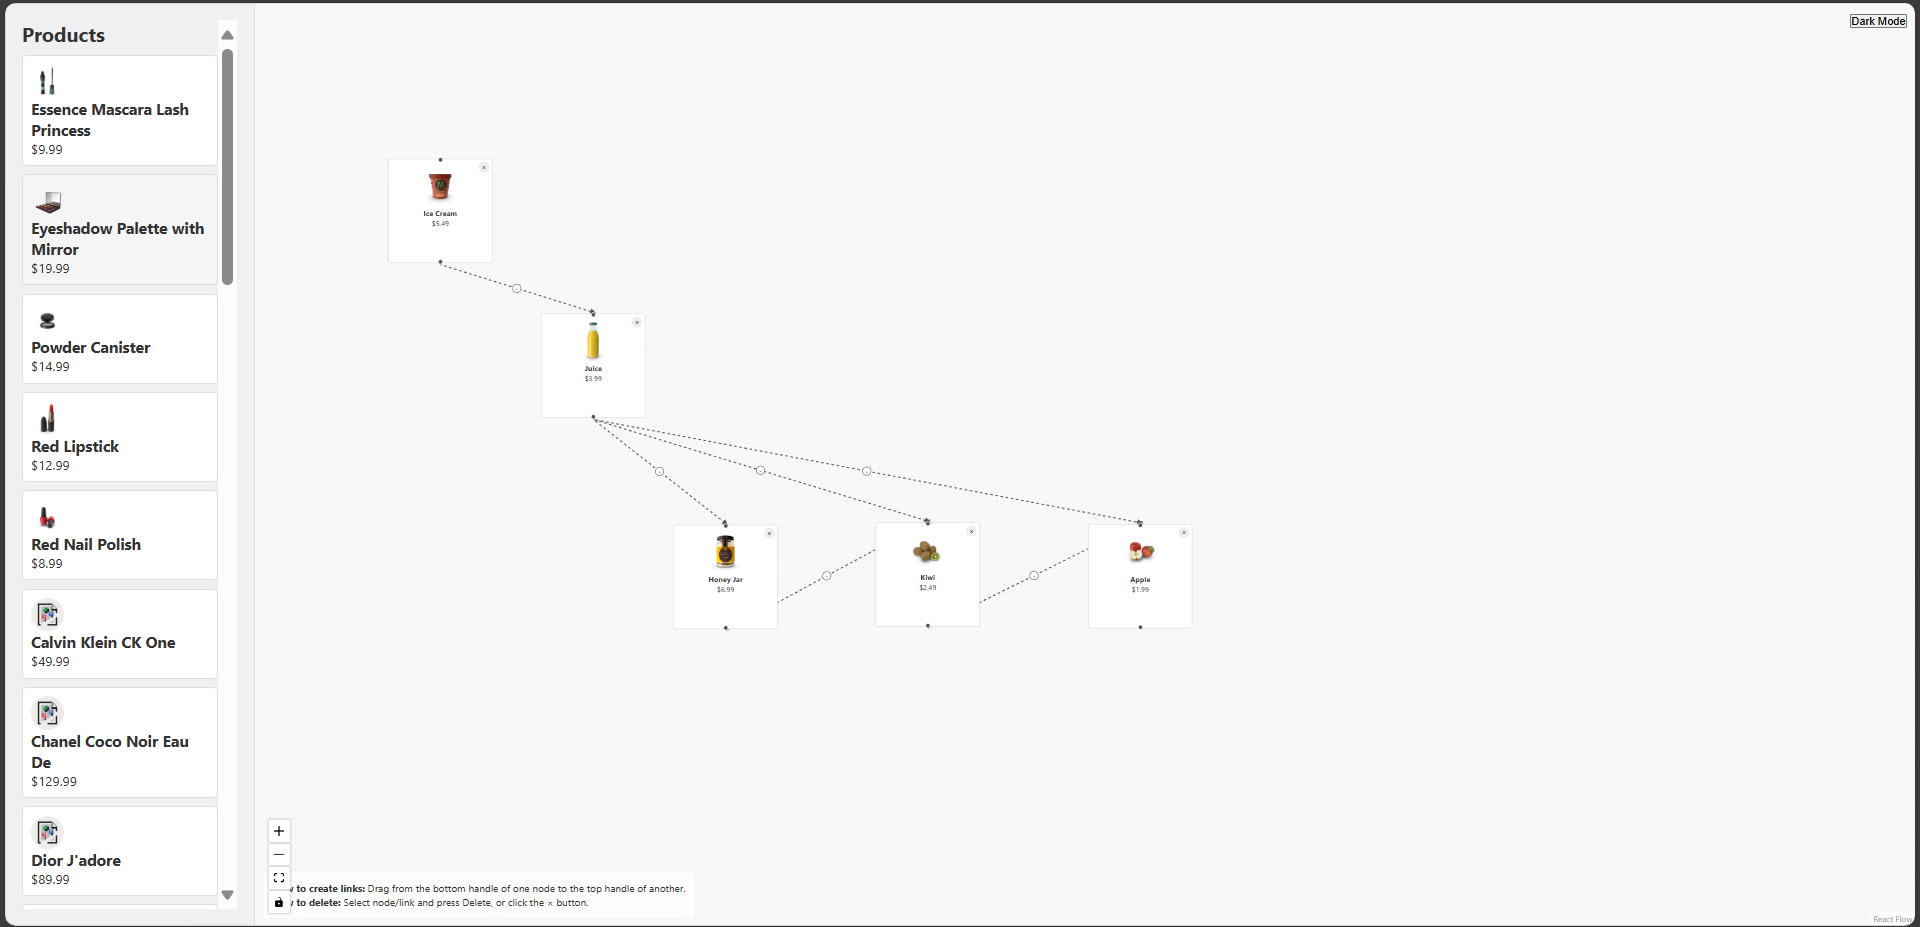 Products
Essence Mascara Lash
Princess
$9.99
Eyeshadow Palette with
Mirror
$19.99
Powder Canister
$14.99
Red Lipstick
$12.99
Red Nail Polish
$8.99
Calvin Klein CK One
$49.99
Chanel Coco Noir Eau
De
$129.99
Dior J'adore
$89.99
Dark Mode
Ice Cream
$5.49
Juice
$3.99
Honey Jar
$6.99
Kiwi
$2.49
Apple
$1.99
to create links: Drag from the bottom handle of one node to the top handle of another.
to delete: Select node/link and press Delete, or click the × button.
React Flow